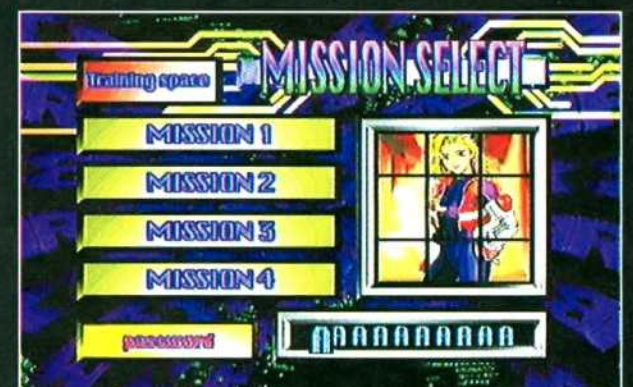 MISSION SELECT
Training space
MISSION 1
MISSION 2
MISSION 3
MISSION 4
password
AAAAAAAAAA